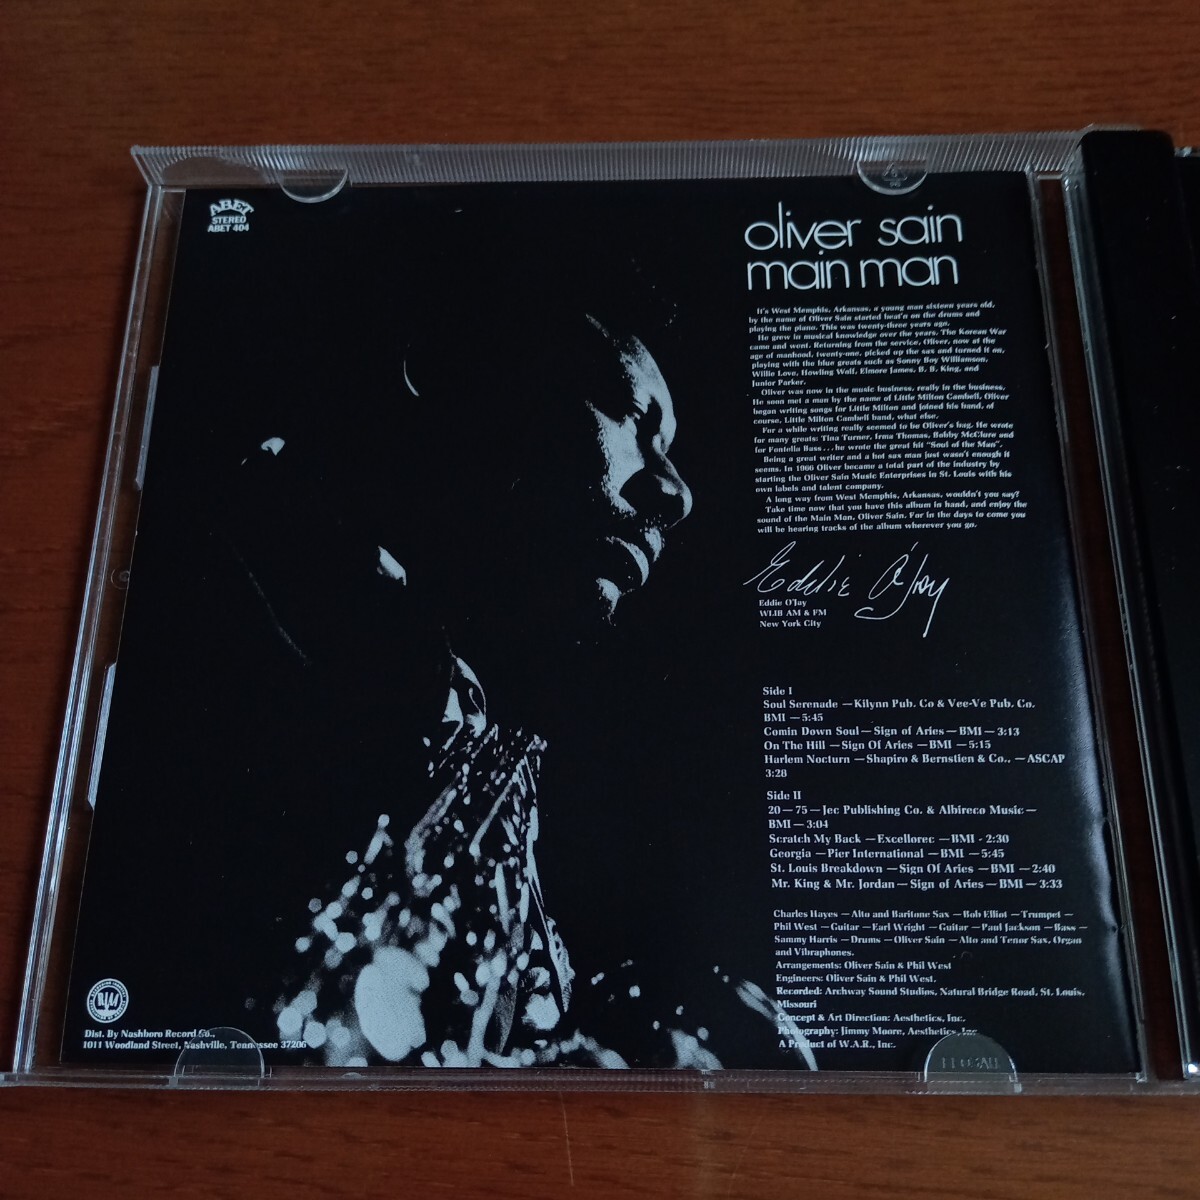 ABET
STEREO
ABET 404
oliver sain
main man
It's West Memphis, Arkansas, a young man sixteen years old,
by the name of Oliver Sain started beat'n on the drums and
playing the piano. This was twenty-three years ago.
He grew in musical knowledge over the years. The Korean War
came and went. Returning from the service, Oliver, now at the
age of manhood, twenty-one, picked up the sax and turned it on,
playing with the blue greats such as Sonny Boy Williamson,
Willie Love, Howling Wolf, Elmore James, B. B. King, and
Junior Parker.
Oliver was now in the music business, really in the business.
He soon met a man by the name of Little Milton Cambell. Oliver
began writing songs for Little Milton and joined his band, of
course, Little Milton Cambell band, what else.
For a while writing really seemed to be Oliver's bag. He wrote
for many greats: Tina Turner, Irma Thomas, Bobby McClure and
for Fontella Bass...he wrote the great hit "Soul of the Man".
Being a great writer and a hot sax man just wasn't enough it
seems. In 1966 Oliver became a total part of the industry by
starting the Oliver Sain Music Enterprises in St. Louis with his
own labels and talent company.
A long way from West Memphis, Arkansas, wouldn't you say?
Take time now that you have this album in hand, and enjoy the
sound of the Main Man, Oliver Sain. For in the days to come you
will be hearing tracks of the album wherever you go.
Eddie O'Jay
Eddie O'Jay
WLIB AM & FM
New York City
Side I
Soul Serenade — Kilynn Pub. Co & Vee-Ve Pub. Co.
BMI — 5:45
Comin Down Soul — Sign of Aries — BMI — 3:13
On The Hill — Sign Of Aries — BMI — 5:15
Harlem Nocturn — Shapiro & Bernstien & Co.. — ASCAP
3:28
Side II
20 — 75 — Jec Publishing Co. & Albireco Music —
BMI — 3:04
Scratch My Back — Excellorec — BMI - 2:30
Georgia — Pier International — BMI — 5:45
St. Louis Breakdown — Sign Of Aries — BMI — 2:40
Mr. King & Mr. Jordan — Sign of Aries — BMI — 3:33
Charles Hayes — Alto and Baritone Sax — Bob Elliot — Trumpet —
Phil West — Guitar — Earl Wright — Guitar — Paul Jackson — Bass —
Sammy Harris — Drums — Oliver Sain — Alto and Tenor Sax, Organ
and Vibraphones.
Arrangements: Oliver Sain & Phil West
Engineers: Oliver Sain & Phil West.
Recorded: Archway Sound Studios, Natural Bridge Road, St. Louis,
Missouri
Concept & Art Direction: Aesthetics, Inc.
Photography: Jimmy Moore, Aesthetics, Inc
A Product of W.A.R., Inc.
Dist. By Nashboro Record Co.,
1011 Woodland Street, Nashville, Tennessee 37206